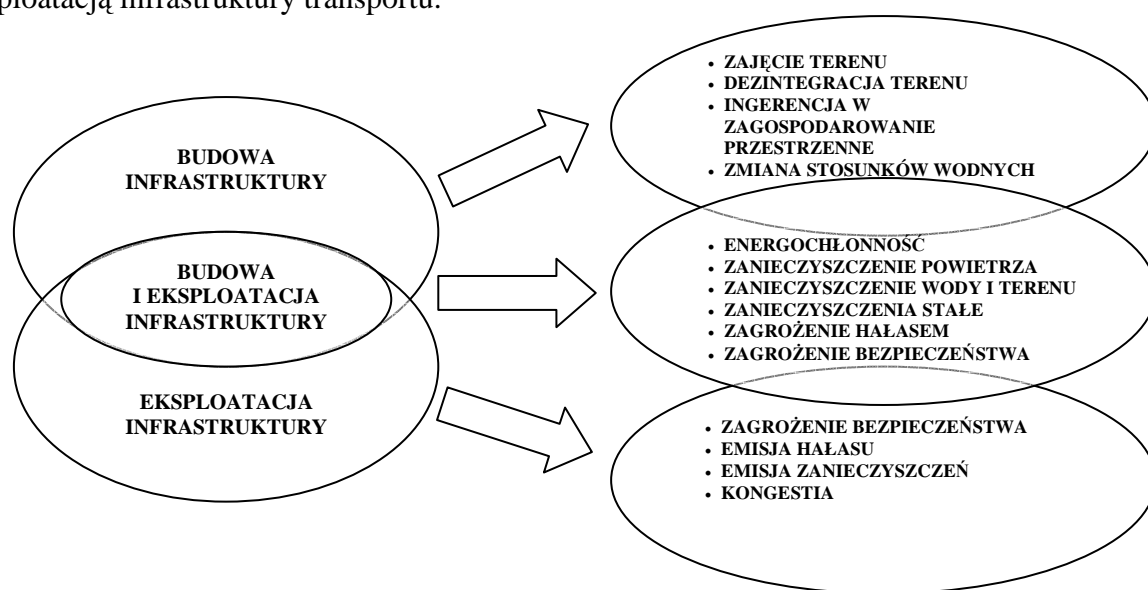 ploatacją infrastruktury transportu.
BUDOWA
INFRASTRUKTURY
BUDOWA
I EKSPLOATACJA
INFRASTRUKTURY
EKSPLOATACJA
INFRASTRUKTURY
• ZAJĘCIE TERENU
• DEZINTEGRACJA TERENU
• INGERENCJA W
ZAGOSPODAROWANIE
PRZESTRZENNE
• ZMIANA STOSUNKÓW WODNYCH
• ENERGOCHŁONNOŚĆ
• ZANIECZYSZCZENIE POWIETRZA
• ZANIECZYSZCZENIE WODY I TERENU
• ZANIECZYSZCZENIA STAŁE
• ZAGROŻENIE HAŁASEM
• ZAGROŻENIE BEZPIECZEŃSTWA
• ZAGROŻENIE BEZPIECZEŃSTWA
• EMISJA HAŁASU
• EMISJA ZANIECZYSZCZEŃ
• KONGESTIA